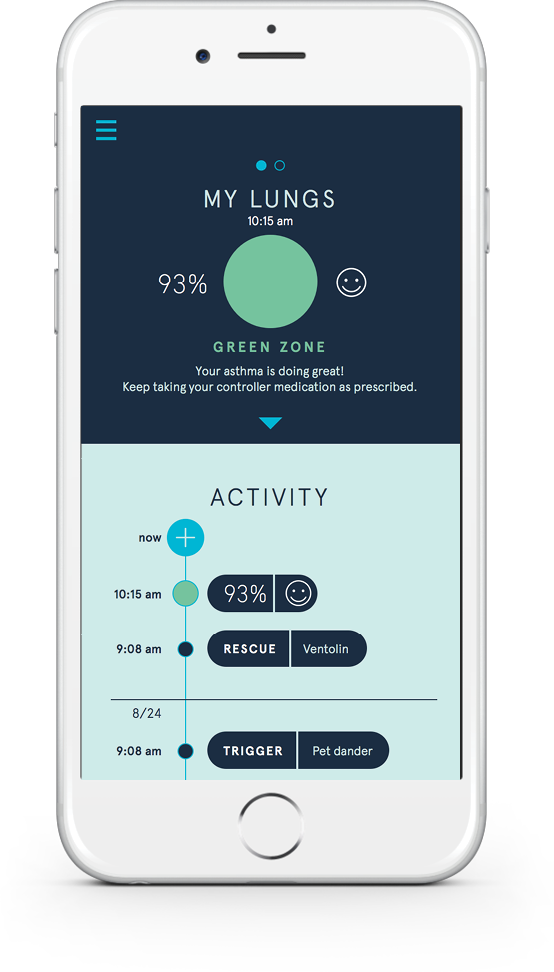 MY LUNGS
10:15 am
93%
GREEN ZONE
Your asthma is doing great!
Keep taking your controller medication as prescribed.
ACTIVITY
now
10:15 am 93%
9:08 am RESCUE Ventolin
8/24
9:08 am TRIGGER Pet dander